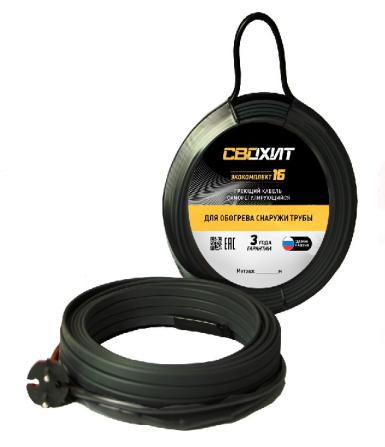 СВОХИТ
ЭКОКОМПЛЕКТ 16
ГРЕЮЩИЙ КАБЕЛЬ
САМОРЕГУЛИРУЮЩИЙСЯ
ДЛЯ ОБОГРЕВА СНАРУЖИ ТРУБЫ
EAC 3 ГОДА ГАРАНТИИ
Метраж м